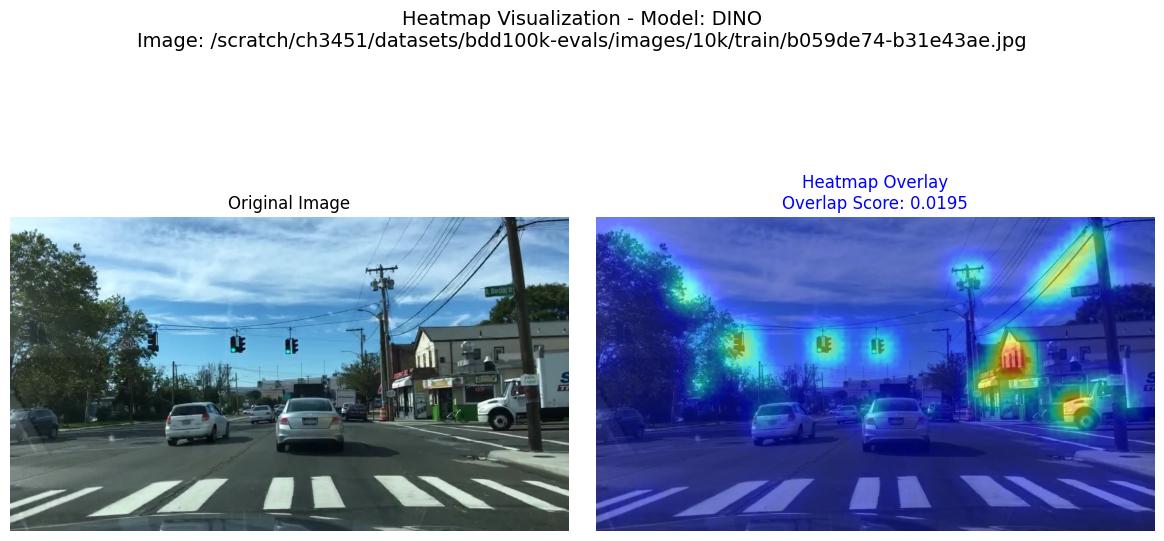 Heatmap Visualization - Model: DINO
Image: /scratch/ch3451/datasets/bdd100k-evals/images/10k/train/b059de74-b31e43ae.jpg
Original Image
Heatmap Overlay
Overlap Score: 0.0195